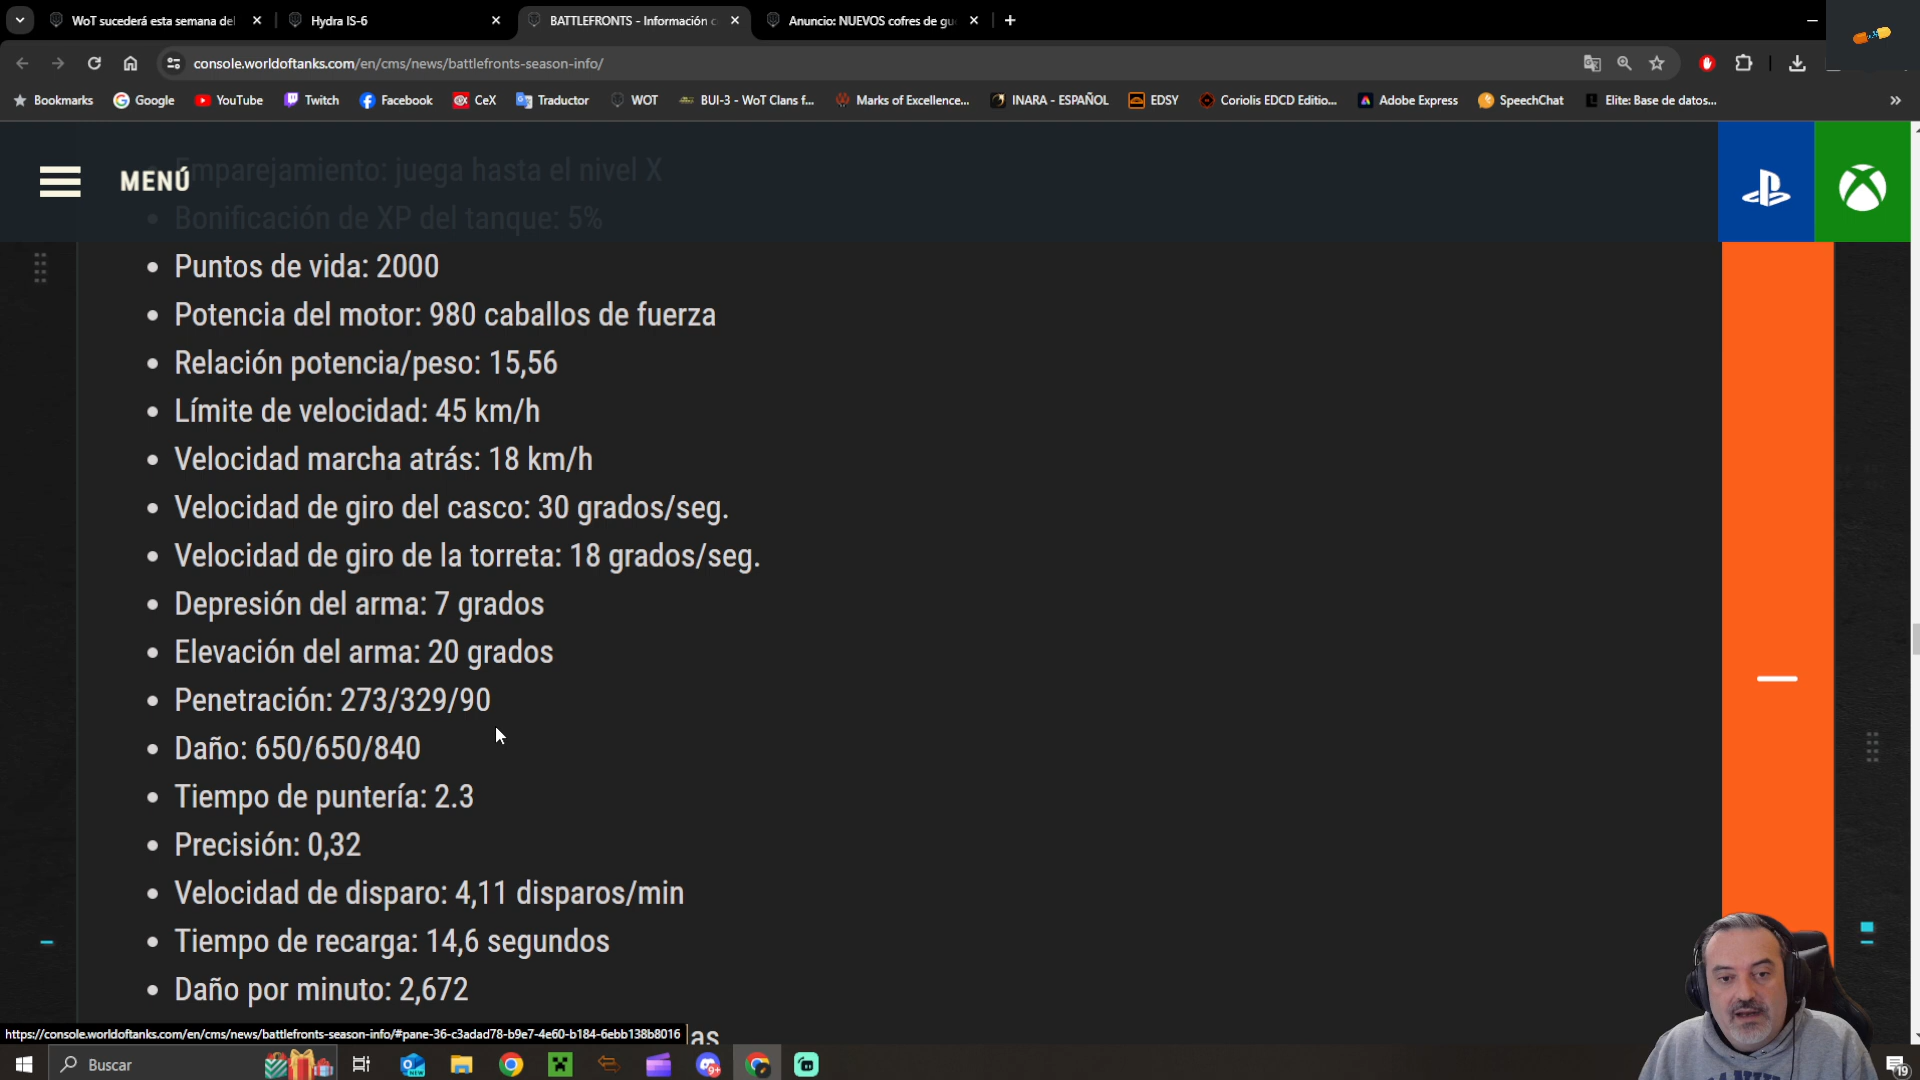 WoT sucederá esta semana del
Hydra IS-6
BATTLEFRONTS - Información c
Anuncio: NUEVOS cofres de gu
console.worldoftanks.com/en/cms/news/battlefronts-season-info/
Bookmarks
Google
YouTube
Twitch
Facebook
CeX
Traductor
WOT
BUI-3 - WoT Clans f...
Marks of Excellence...
INARA - ESPAÑOL
EDSY
Coriolis EDCD Editio...
Adobe Express
SpeechChat
Elite: Base de datos...
Emparejamiento: juega hasta el nivel X
MENÚ
Bonificación de XP del tanque: 5%
Puntos de vida: 2000
Potencia del motor: 980 caballos de fuerza
Relación potencia/peso: 15,56
Límite de velocidad: 45 km/h
Velocidad marcha atrás: 18 km/h
Velocidad de giro del casco: 30 grados/seg.
Velocidad de giro de la torreta: 18 grados/seg.
Depresión del arma: 7 grados
Elevación del arma: 20 grados
Penetración: 273/329/90
Daño: 650/650/840
Tiempo de puntería: 2.3
Precisión: 0,32
Velocidad de disparo: 4,11 disparos/min
Tiempo de recarga: 14,6 segundos
Daño por minuto: 2,672
https://console.worldoftanks.com/en/cms/news/battlefronts-season-info/#pane-36-c3adad78-b9e7-4e60-b184-6ebb138b8016
as
Buscar
NEW
9+
19